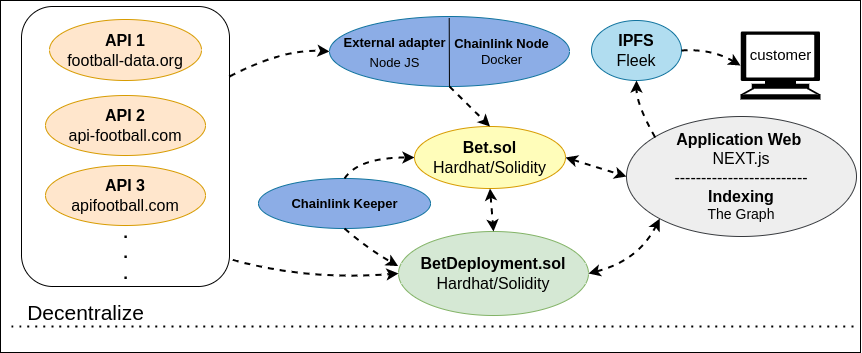 API 1
football-data.org
API 2
api-football.com
API 3
apifootball.com
.
.
.
External adapter
Node JS
Chainlink Node
Docker
IPFS
Fleek
customer
Bet.sol
Hardhat/Solidity
Application Web
NEXT.js
-------------------------
Indexing
The Graph
Chainlink Keeper
BetDeployment.sol
Hardhat/Solidity
Decentralize